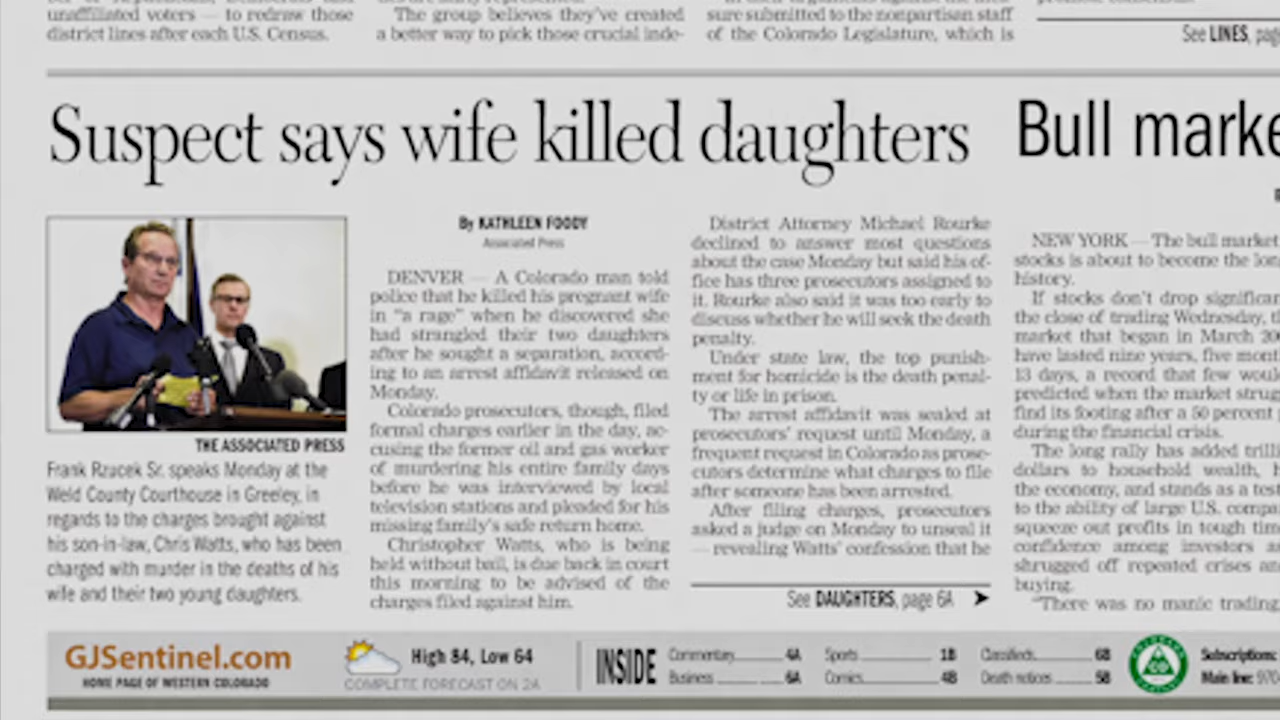 unaffiliated voters — to redraw those
district lines after each U.S. Census.
The group believes they've created
a better way to pick those crucial inde-
sure submitted to the nonpartisan staff
of the Colorado Legislature, which is
See LINES, page
Suspect says wife killed daughters
THE ASSOCIATED PRESS
Frank Rzucek Sr. speaks Monday at the
Weld County Courthouse in Greeley, in
regards to the charges brought against
his son-in-law, Chris Watts, who has been
charged with murder in the deaths of his
wife and their two young daughters.
By KATHLEEN FOODY
Associated Press
DENVER — A Colorado man told
police that he killed his pregnant wife
in "a rage" when he discovered she
had strangled their two daughters
after he sought a separation, accord-
ing to an arrest affidavit released on
Monday.
Colorado prosecutors, though, filed
formal charges earlier in the day, ac-
cusing the former oil and gas worker
of murdering his entire family days
before he was interviewed by local
television stations and pleaded for his
missing family's safe return home.
Christopher Watts, who is being
held without bail, is due back in court
this morning to be advised of the
charges filed against him.
District Attorney Michael Rourke
declined to answer most questions
about the case Monday but said his of-
fice has three prosecutors assigned to
it. Rourke also said it was too early to
discuss whether he will seek the death
penalty.
Under state law, the top punish-
ment for homicide is the death penal-
ty or life in prison.
The arrest affidavit was sealed at
prosecutors' request until Monday, a
frequent request in Colorado as prose-
cutors determine what charges to file
after someone has been arrested.
After filing charges, prosecutors
asked a judge on Monday to unseal it
— revealing Watts' confession that he
See DAUGHTERS, page 6A
Bull marke
NEW YORK — The bull market
stocks is about to become the lon
history.
If stocks don't drop significan
the close of trading Wednesday, t
market that began in March 20
have lasted nine years, five mont
13 days, a record that few woul
predicted when the market strug
find its footing after a 50 percent
during the financial crisis.
The long rally has added trilli
dollars to household wealth, h
the economy, and stands as a test
to the ability of large U.S. compa
squeeze out profits in tough tim
confidence among investors a
shrugged off repeated crises an
buying.
"There was no manic trading,
GJSentinel.com
HOME PAGE OF WESTERN COLORADO
High 84, Low 64
COMPLETE FORECAST ON 2A
INSIDE
Commentary 4A
Business 6A
Sports 1B
Comics 4B
Classifieds 6B
Death notices 5B
Subscriptions:
Main line: 970-